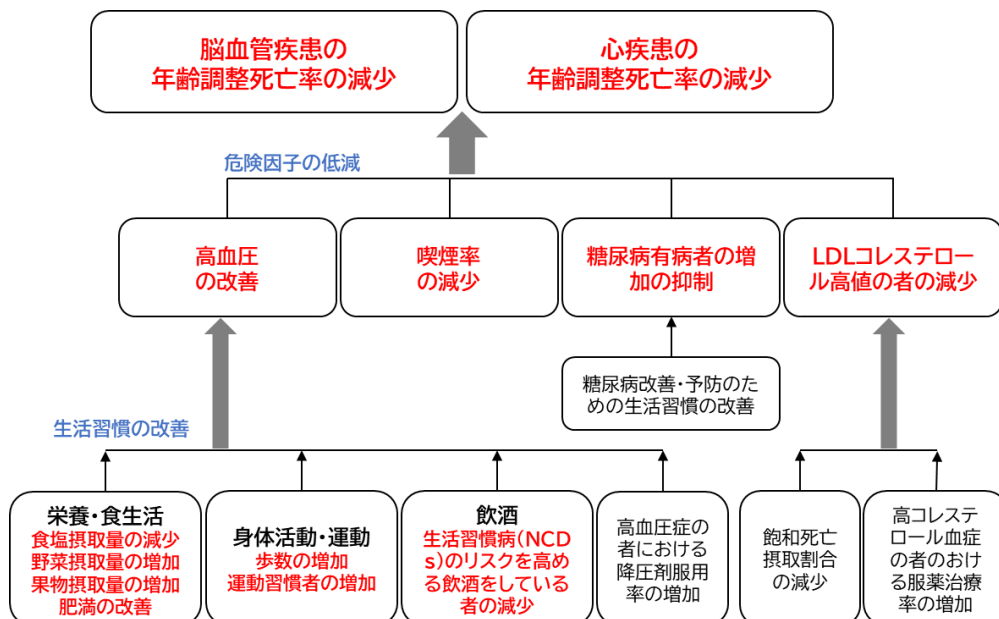 脳血管疾患の
年齢調整死亡率の減少
心疾患の
年齢調整死亡率の減少
危険因子の低減
高血圧
の改善
喫煙率
の減少
糖尿病有病者の増
加の抑制
LDLコレステロー
ル高値の者の減少
糖尿病改善・予防のた
めの生活習慣の改善
生活習慣の改善
栄養・食生活
食塩摂取量の減少
野菜摂取量の増加
果物摂取量の増加
肥満の改善
身体活動・運動
歩数の増加
運動習慣者の増加
飲酒
生活習慣病(NCD
s)のリスクを高め
る飲酒をしている
者の減少
高血圧症の
者における
降圧剤服用
率の増加
飽和死亡
摂取割合
の減少
高コレステ
ロール血症
の者のおけ
る服薬治療
率の増加